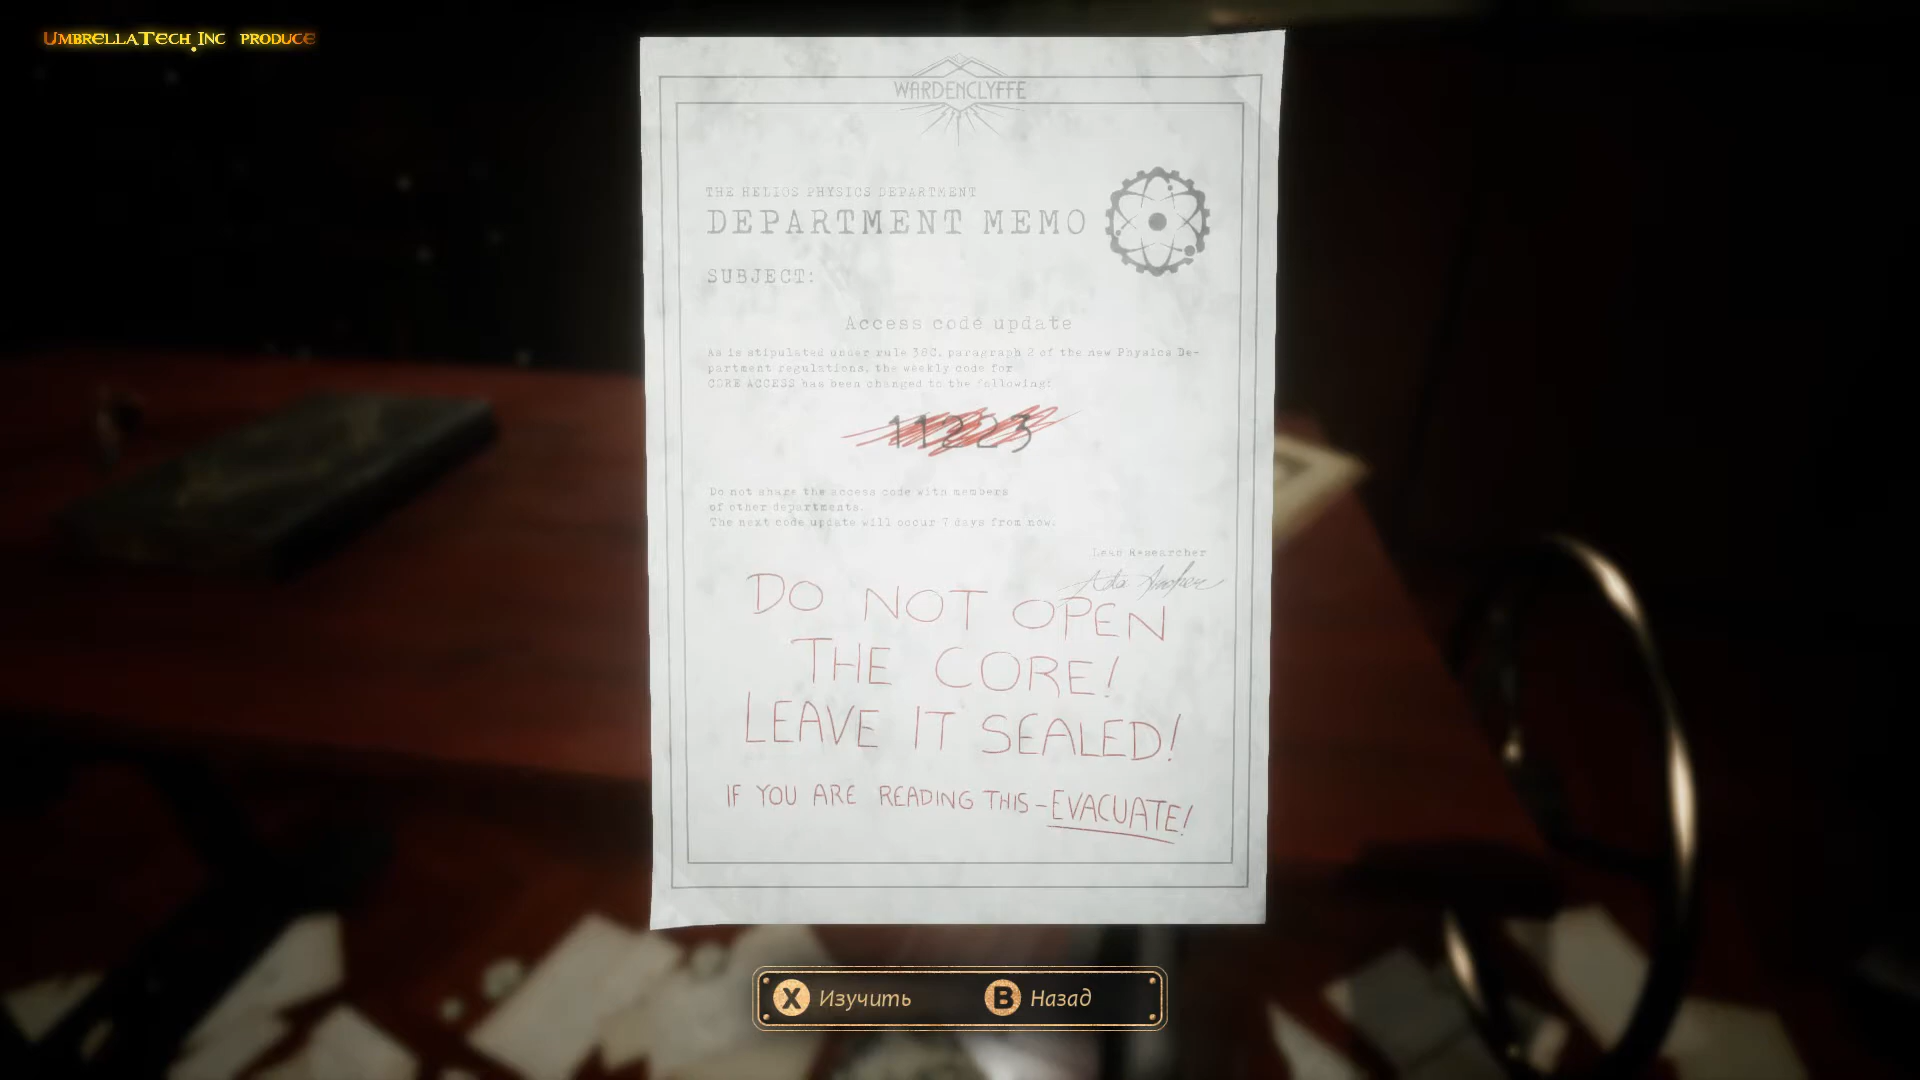 UmbrellaTech.Inc produce
WARDENCLYFFE
THE HELIOS PHYSICS DEPARTMENT
DEPARTMENT MEMO
SUBJECT:
Access code update
As is stipulated under rule 38C, paragraph 2 of the new Physics De-
partment regulations, the weekly code for
CORE ACCESS has been changed to the following:
11223
Do not share the access code with members
of other departments.
The next code update will occur 7 days from now.
Lead Researcher
Ada
DO NOT OPEN
THE CORE!
LEAVE IT SEALED!
IF YOU ARE READING THIS - EVACUATE!
X Изучить B Назад